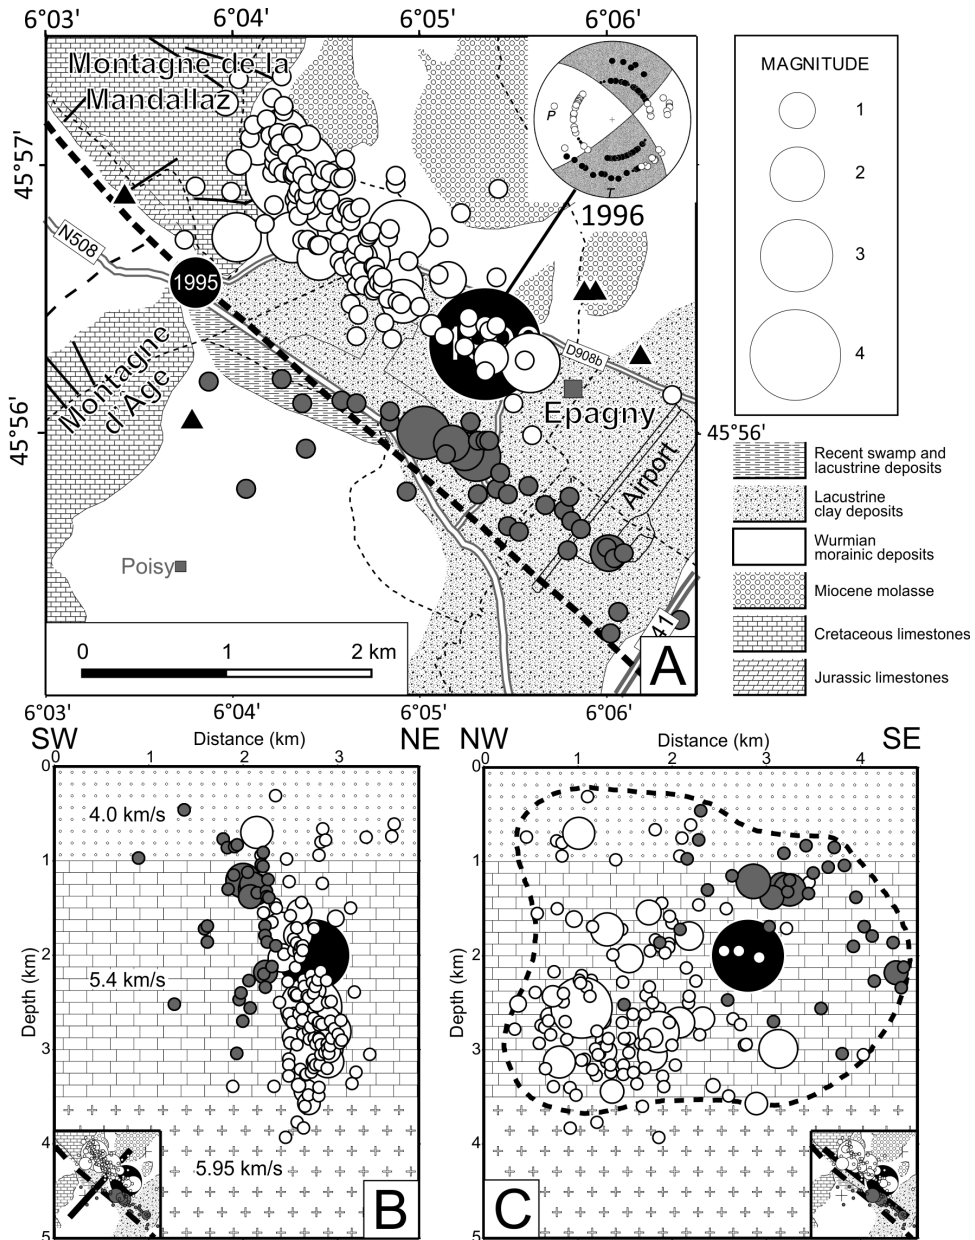 6°03' 6°04' 6°05' 6°06'
Montagne de la
Mandallaz
45°57'
N508
1995
P
T
1996
D908b
Montagne
d'Age
Epagny
45°56'
45°56'
Airport
Poisy
41
0 1 2 km
A
6°03' 6°04' 6°05' 6°06'
MAGNITUDE
1
2
3
4
Recent swamp and
lacustrine deposits
Lacustrine
clay deposits
Wurmian
morainic deposits
Miocene molasse
Cretaceous limestones
Jurassic limestones
SW Distance (km) NE
0 1 2 3
0
1
2
3
4
5
Depth (km)
4.0 km/s
5.4 km/s
5.95 km/s
B
NW Distance (km) SE
0 1 2 3 4
0
1
2
3
4
5
Depth (km)
C